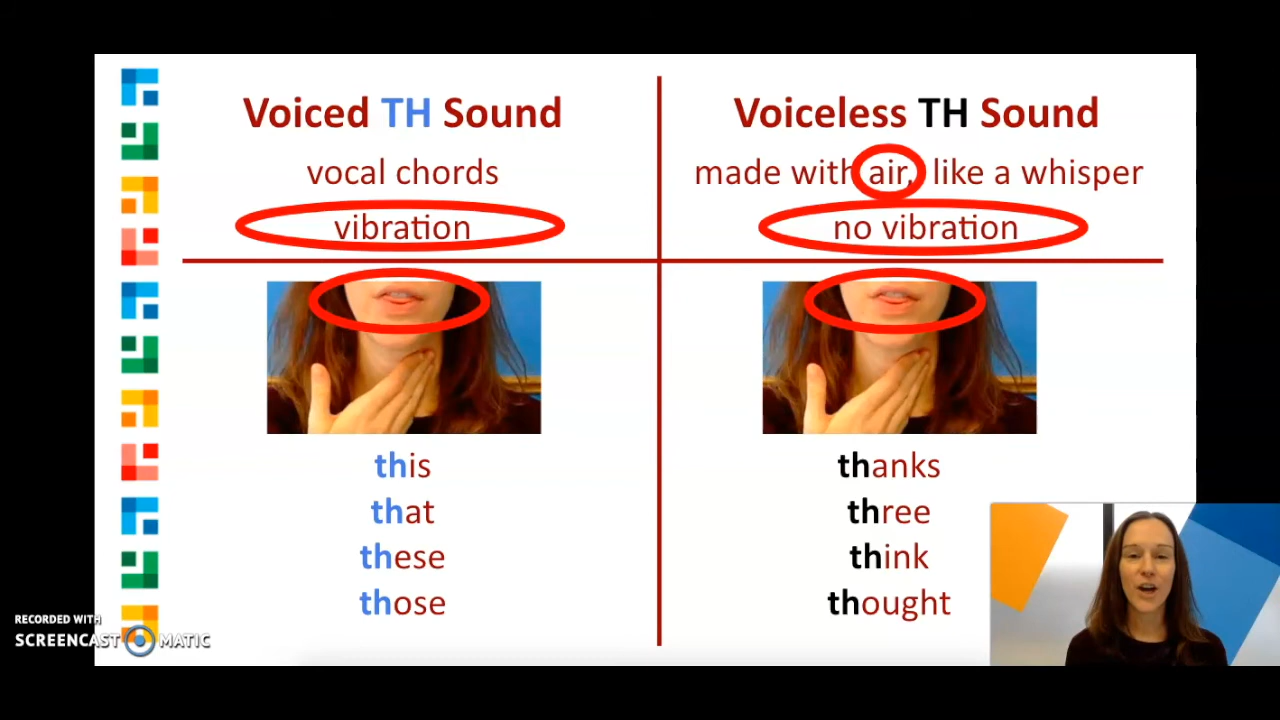 Voiced TH Sound
vocal chords
vibration
this
that
these
those
Voiceless TH Sound
made with air, like a whisper
no vibration
thanks
three
think
thought
RECORDED WITH
SCREENCAST MATIC